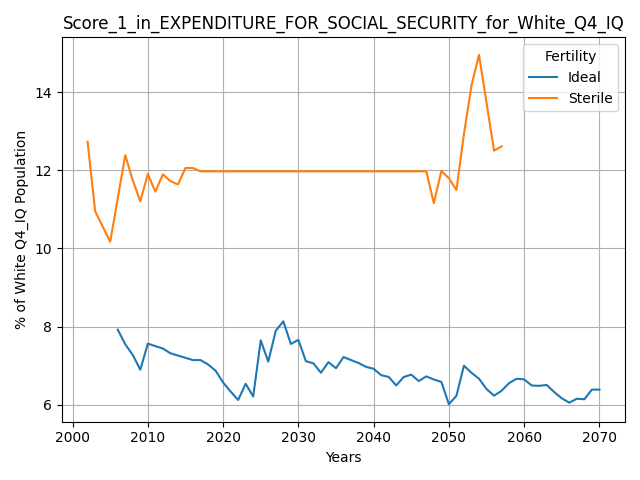 Score_1_in_EXPENDITURE_FOR_SOCIAL_SECURITY_for_White_Q4_IQ
Fertility
Ideal
Sterile
% of White Q4_IQ Population
14
12
10
8
6
2000 2010 2020 2030 2040 2050 2060 2070
Years